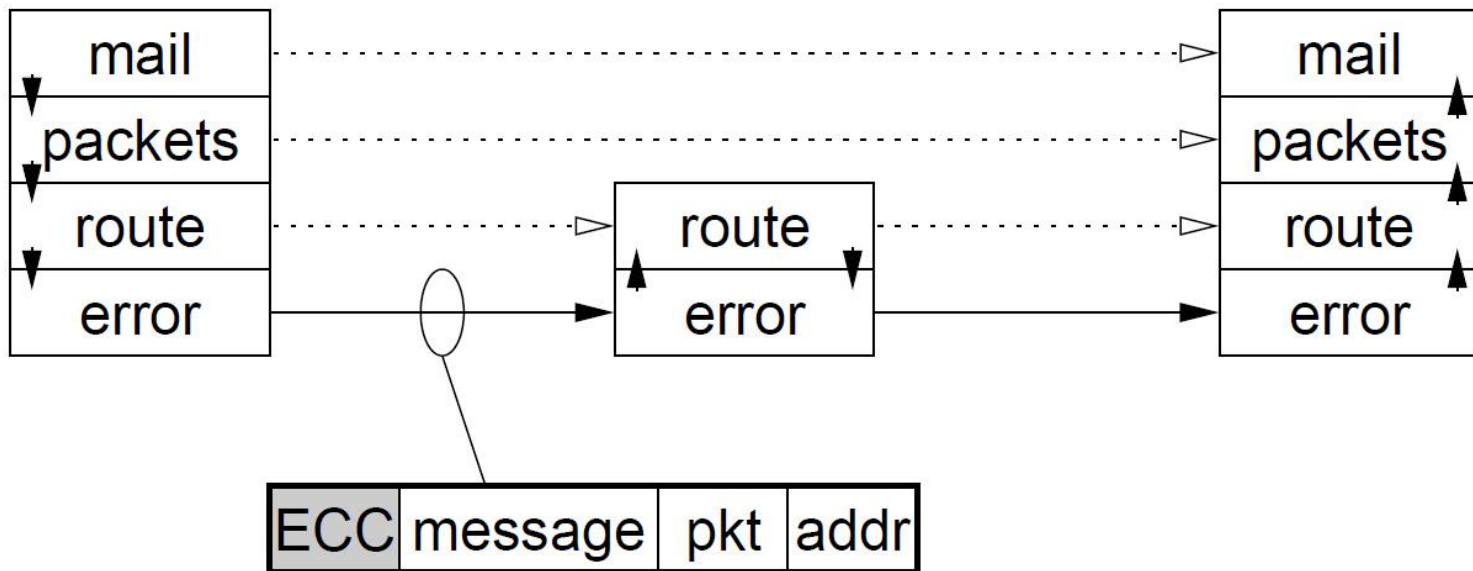 mail mail
packets packets
route route route
error error error
ECC message pkt addr